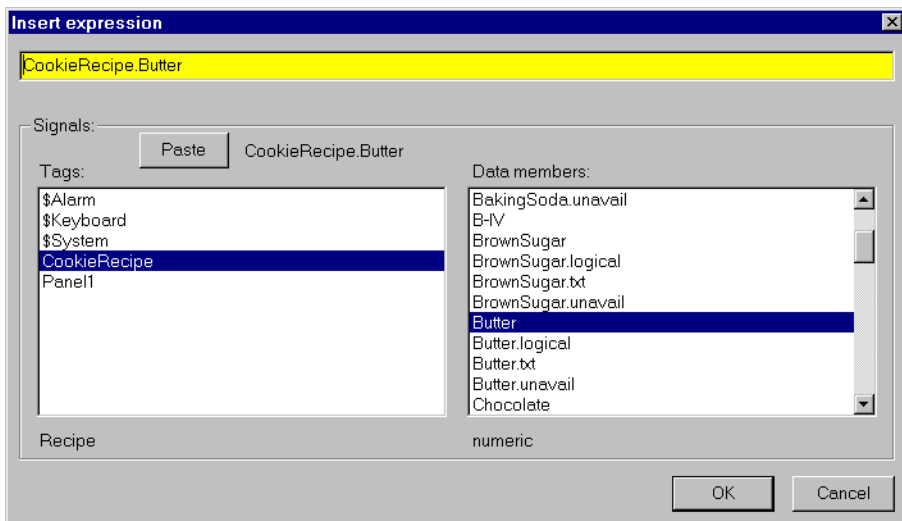 Insert expression
CookieRecipe.Butter
Signals:
Paste CookieRecipe.Butter
Tags:
$Alarm
$Keyboard
$System
CookieRecipe
Panel1
Recipe
Data members:
BakingSoda.unavail
B-IV
BrownSugar
BrownSugar.logical
BrownSugar.txt
BrownSugar.unavail
Butter
Butter.logical
Butter.txt
Butter.unavail
Chocolate
numeric
OK Cancel